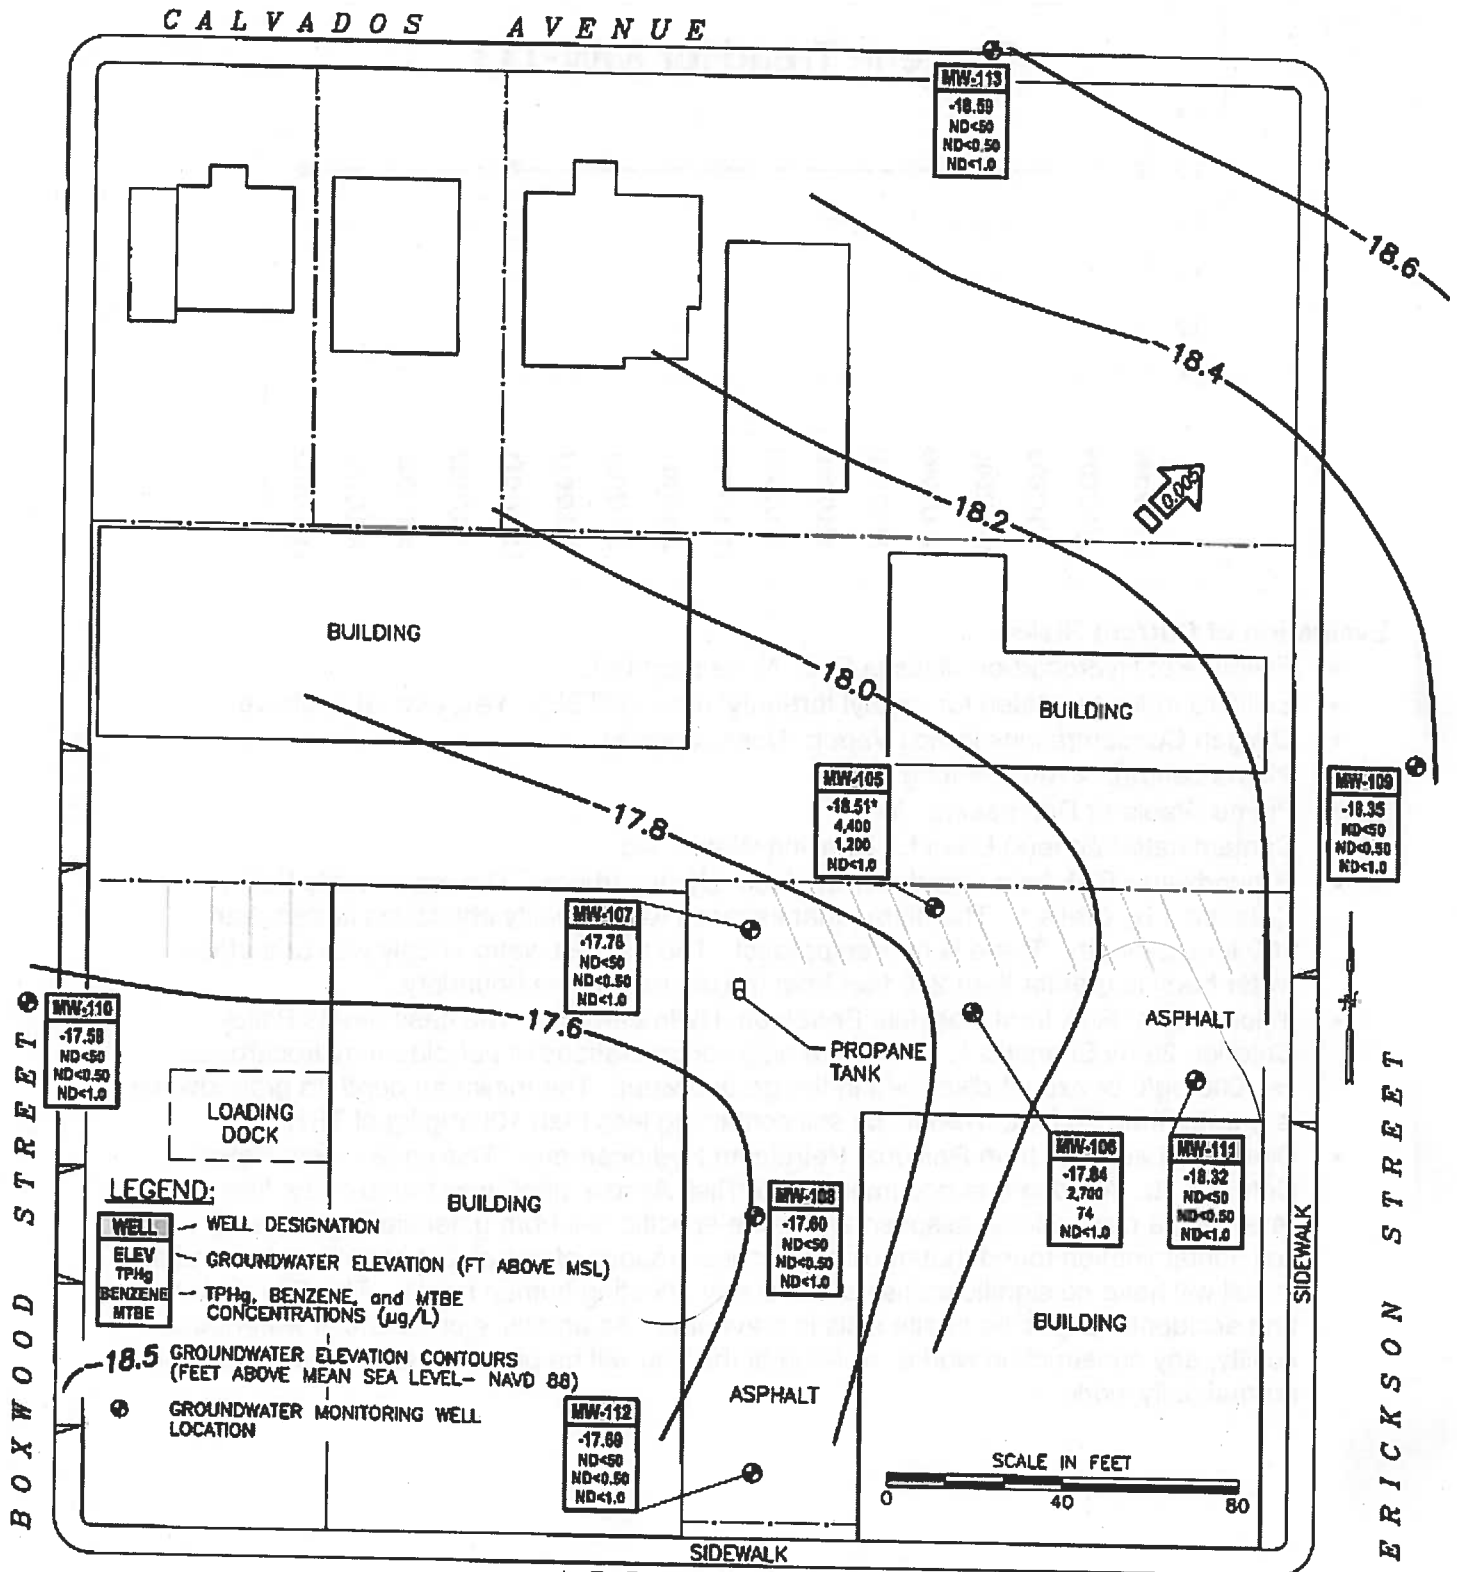 CALVADOS AVENUE
MW-113
-18.59
ND<50
ND<0.50
ND<1.0
-18.6
-18.4
0.005
-18.2
BUILDING
-18.0
BUILDING
MW-105
-18.51*
4,400
1,200
ND<1.0
MW-109
-18.35
ND<50
ND<0.50
ND<1.0
-17.8
MW-107
-17.78
ND<50
ND<0.50
ND<1.0
MW-110
-17.58
ND<50
ND<0.50
ND<1.0
-17.6
PROPANE
TANK
ASPHALT
LOADING
DOCK
MW-106
-17.84
2,700
74
ND<1.0
MW-111
-18.32
ND<50
ND<0.50
ND<1.0
BUILDING
MW-108
-17.60
ND<50
ND<0.50
ND<1.0
LEGEND:
WELL
WELL DESIGNATION
ELEV
GROUNDWATER ELEVATION (FT ABOVE MSL)
TPHg
BENZENE
MTBE
TPHg, BENZENE, and MTBE
CONCENTRATIONS (µg/L)
-18.5
GROUNDWATER ELEVATION CONTOURS
(FEET ABOVE MEAN SEA LEVEL- NAVD 88)
GROUNDWATER MONITORING WELL
LOCATION
BUILDING
ASPHALT
MW-112
-17.69
ND<50
ND<0.50
ND<1.0
SCALE IN FEET
0
40
80
SIDEWALK
SIDEWALK
BOXWOOD STREET
ERICKSON STREET